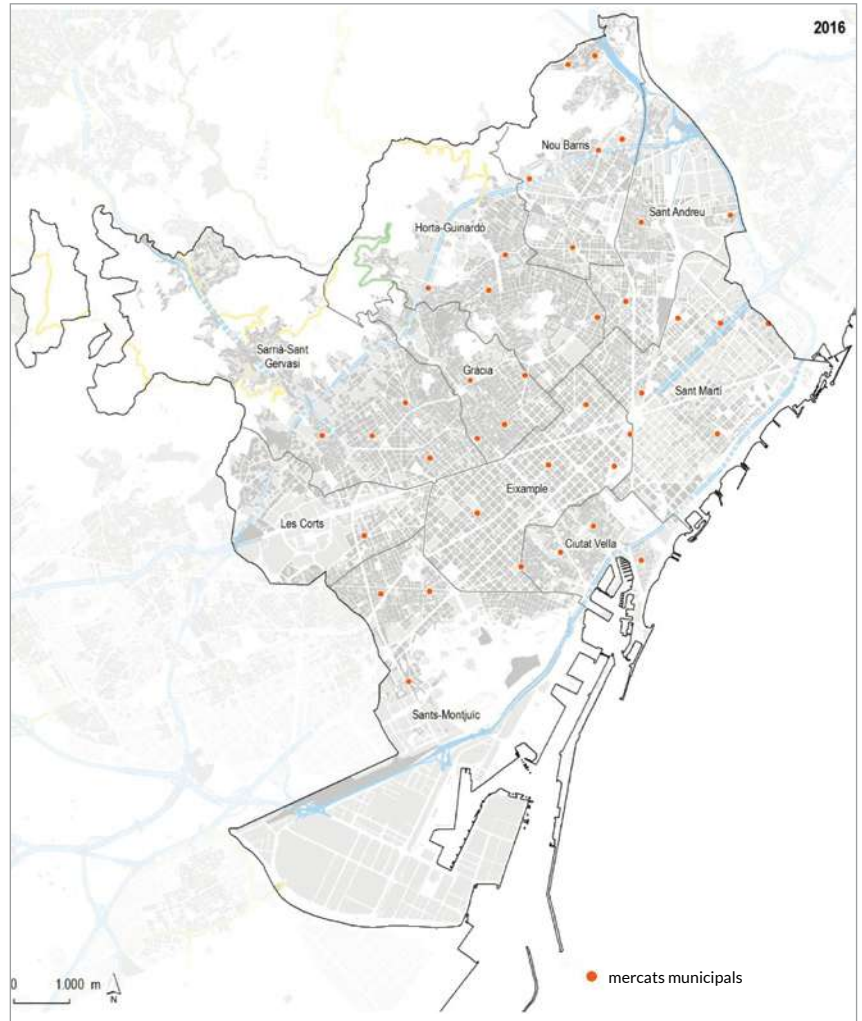 2016
Nou Barris
Sant Andreu
Horta-Guinardó
Sarrià-Sant
Gervasi
Gràcia
Sant Martí
Eixample
Les Corts
Ciutat Vella
Sants-Montjuïc
mercats municipals
0 1.000 m
N